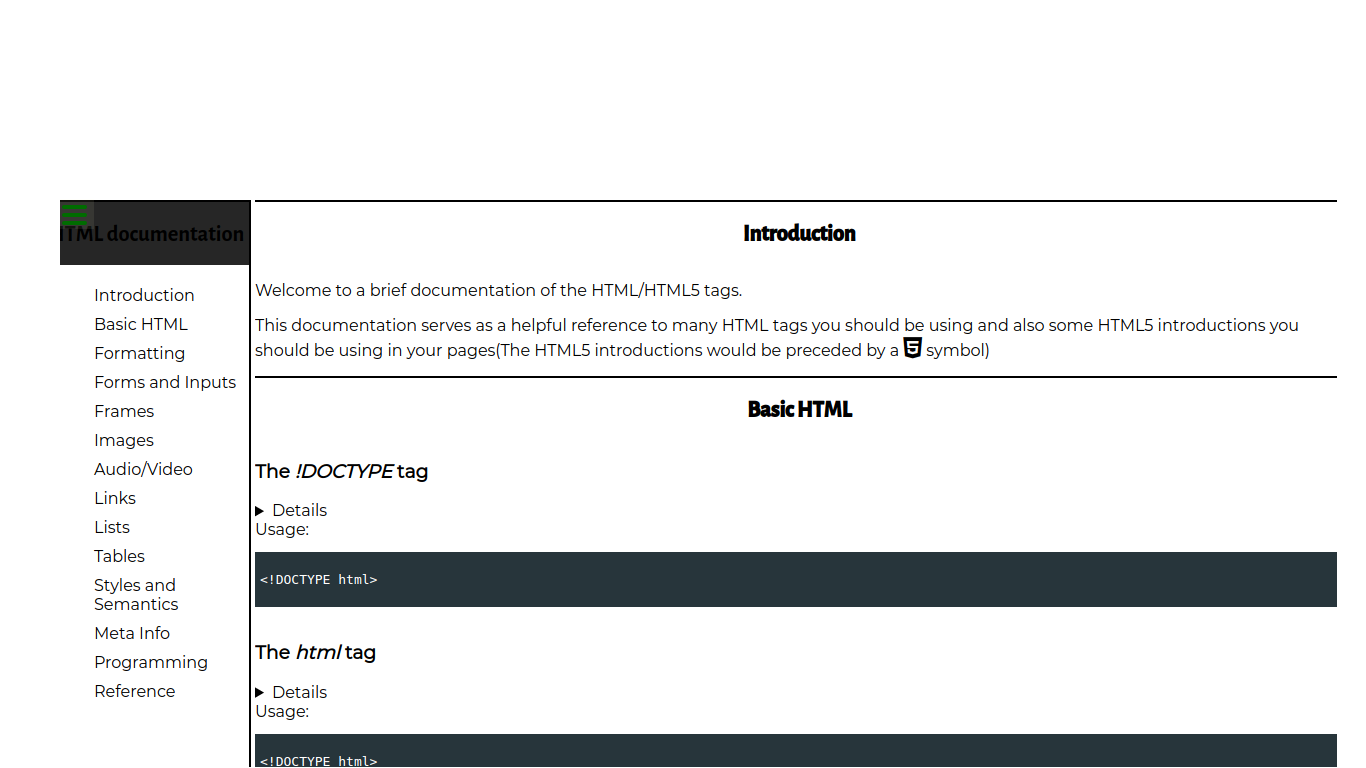 HTML documentation
Introduction
Basic HTML
Formatting
Forms and Inputs
Frames
Images
Audio/Video
Links
Lists
Tables
Styles and
Semantics
Meta Info
Programming
Reference
Introduction
Welcome to a brief documentation of the HTML/HTML5 tags.
This documentation serves as a helpful reference to many HTML tags you should be using and also some HTML5 introductions you
should be using in your pages(The HTML5 introductions would be preceded by a 5 symbol)
Basic HTML
The !DOCTYPE tag
Details
Usage:
<!DOCTYPE html>
The html tag
Details
Usage:
<!DOCTYPE html>